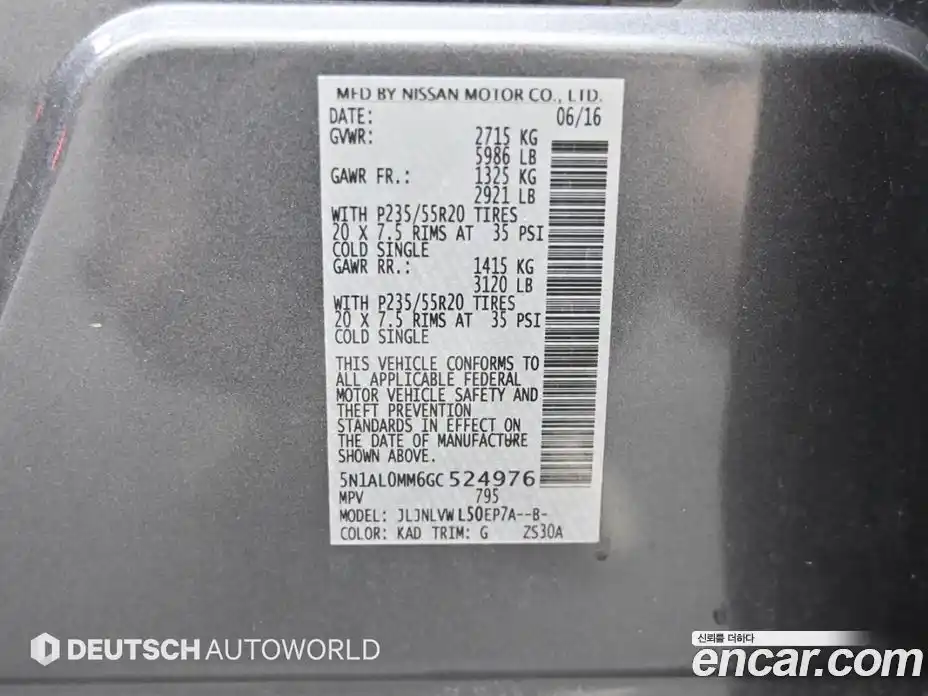 MFD BY NISSAN MOTOR CO., LTD.
DATE: 06/16
GVWR: 2715 KG
5986 LB
GAWR FR.: 1325 KG
2921 LB
WITH P235/55R20 TIRES
20 X 7.5 RIMS AT 35 PSI
COLD SINGLE
GAWR RR.: 1415 KG
3120 LB
WITH P235/55R20 TIRES
20 X 7.5 RIMS AT 35 PSI
COLD SINGLE
THIS VEHICLE CONFORMS TO
ALL APPLICABLE FEDERAL
MOTOR VEHICLE SAFETY AND
THEFT PREVENTION
STANDARDS IN EFFECT ON
THE DATE OF MANUFACTURE
SHOWN ABOVE.
5N1AL0MM6GC524976
MPV 795
MODEL: JLJNLVWL50EP7A--B-
COLOR: KAD TRIM: G ZS30A
DEUTSCH AUTOWORLD
신뢰를 더하다
encar.com